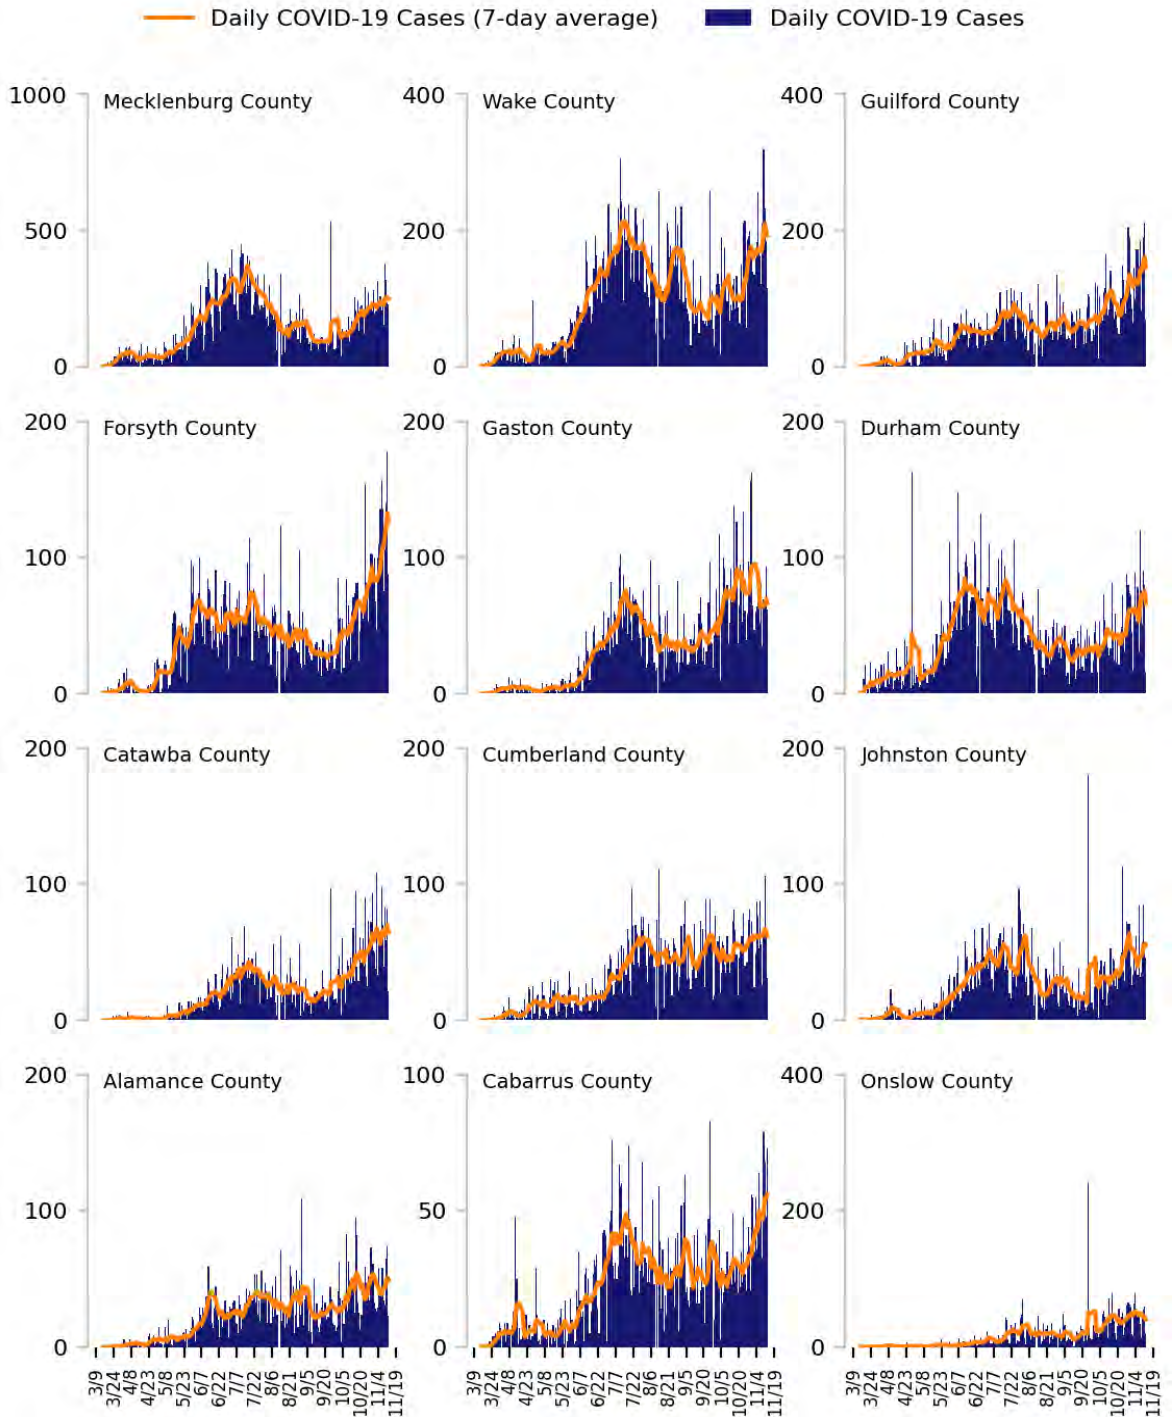 Daily COVID-19 Cases (7-day average) Daily COVID-19 Cases
1000 Mecklenburg County 400 Wake County 400 Guilford County
500 200 200
0 0 0
200 Forsyth County 200 Gaston County 200 Durham County
100 100 100
0 0 0
200 Catawba County 200 Cumberland County 200 Johnston County
100 100 100
0 0 0
200 Alamance County 100 Cabarrus County 400 Onslow County
100 50 200
0 0 0
3/9 3/24 4/8 4/23 5/8 5/23 6/7 6/22 7/7 7/22 8/6 8/21 9/5 9/20 10/5 10/20 11/4 11/19 3/9 3/24 4/8 4/23 5/8 5/23 6/7 6/22 7/7 7/22 8/6 8/21 9/5 9/20 10/5 10/20 11/4 11/19 3/9 3/24 4/8 4/23 5/8 5/23 6/7 6/22 7/7 7/22 8/6 8/21 9/5 9/20 10/5 10/20 11/4 11/19